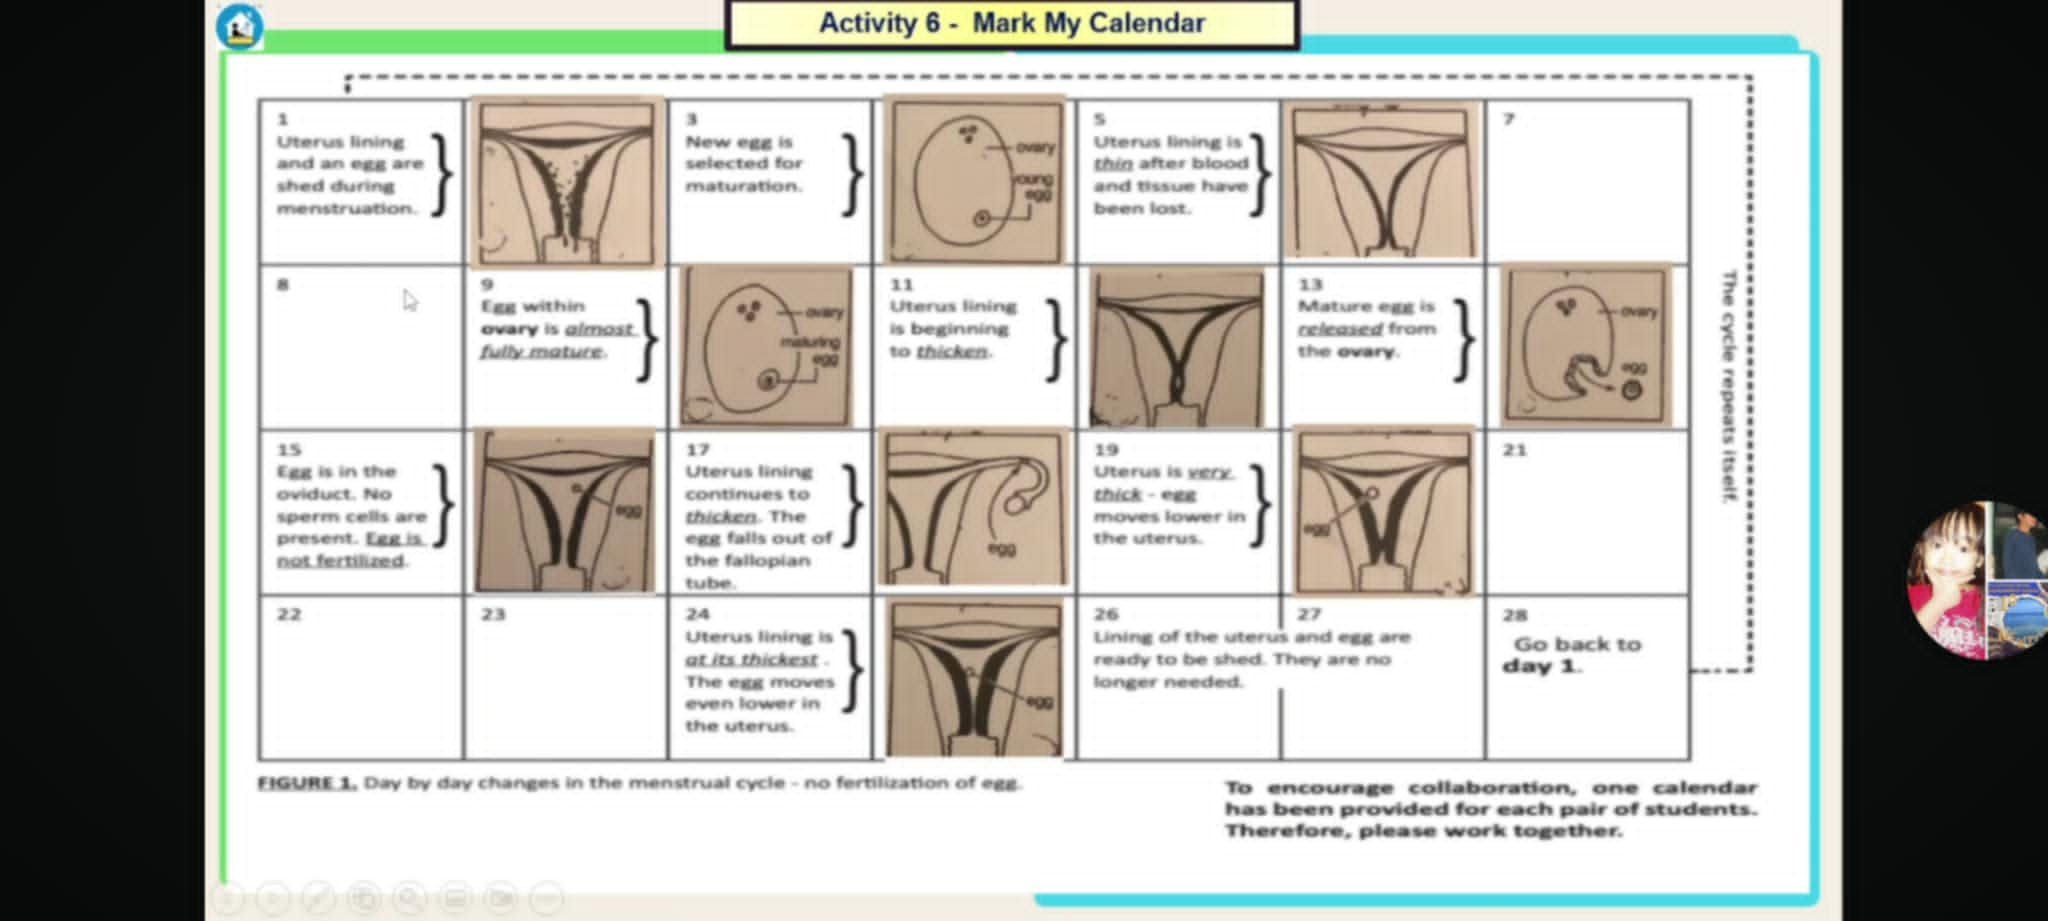 Activity 6 - Mark My Calendar
1
Uterus lining
and an egg are
shed during
menstruation.
3
New egg is
selected for
maturation.
ovary
young
egg
5
Uterus lining is
thin after blood
and tissue have
been lost.
7
8
9
Egg within
ovary is almost
fully mature.
ovary
maturing
egg
11
Uterus lining
is beginning
to thicken.
13
Mature egg is
released from
the ovary.
ovary
egg
15
Egg is in the
oviduct. No
sperm cells are
present. Egg is
not fertilized.
egg
17
Uterus lining
continues to
thicken. The
egg falls out of
the fallopian
tube.
egg
19
Uterus is very
thick - egg
moves lower in
the uterus.
egg
21
22
23
24
Uterus lining is
at its thickest .
The egg moves
even lower in
the uterus.
egg
26 27
Lining of the uterus and egg are
ready to be shed. They are no
longer needed.
28
Go back to
day 1.
The cycle repeats itself.
FIGURE 1. Day by day changes in the menstrual cycle - no fertilization of egg.
To encourage collaboration, one calendar
has been provided for each pair of students.
Therefore, please work together.